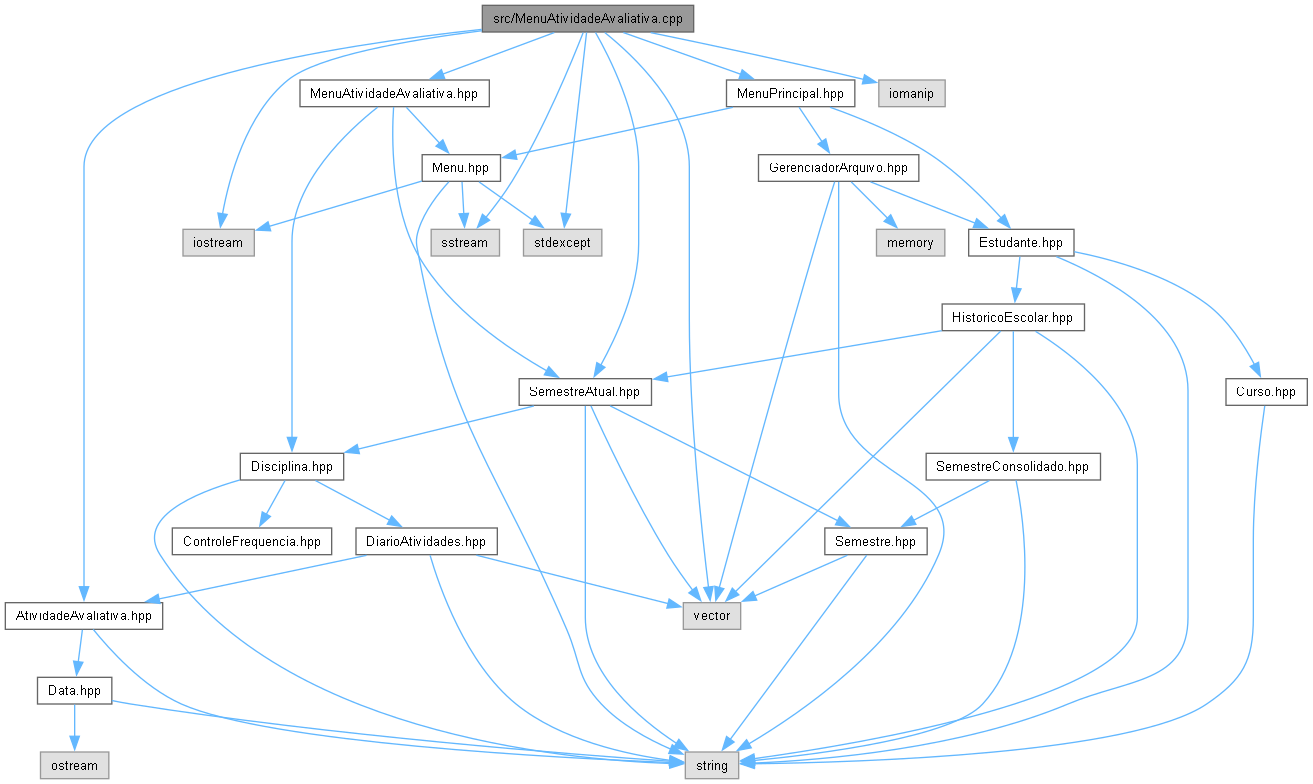 src/MenuAtividadeAvaliativa.cpp
MenuAtividadeAvaliativa.hpp
MenuPrincipal.hpp
iomanip
Menu.hpp
GerenciadorArquivo.hpp
iostream
sstream
stdexcept
memory
Estudante.hpp
HistoricoEscolar.hpp
SemestreAtual.hpp
Curso.hpp
Disciplina.hpp
SemestreConsolidado.hpp
ControleFrequencia.hpp
DiarioAtividades.hpp
Semestre.hpp
AtividadeAvaliativa.hpp
vector
Data.hpp
ostream
string